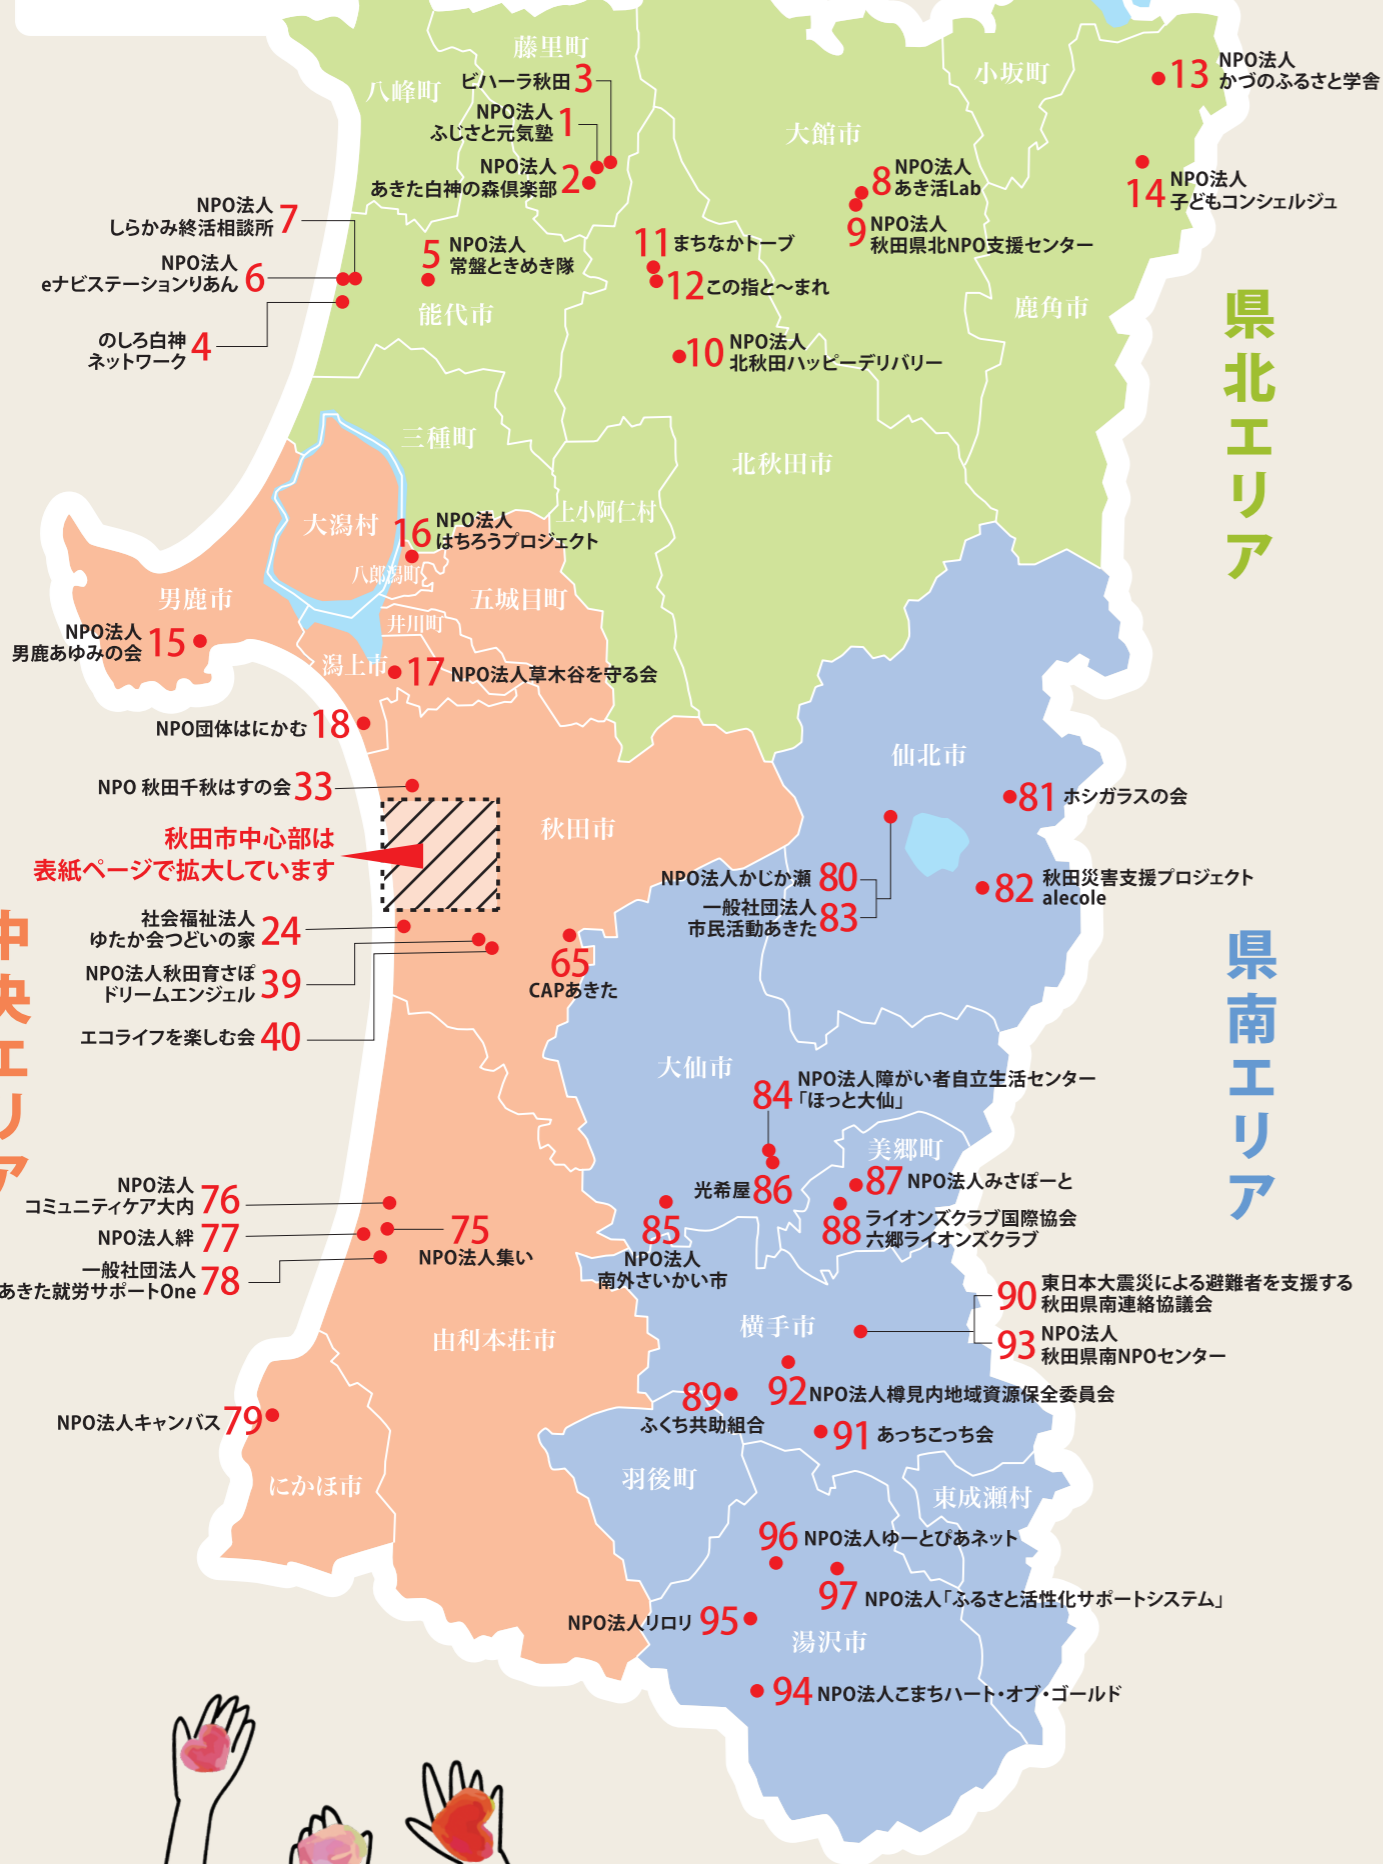 藤里町
八峰町
小坂町
大館市
ビハーラ秋田 3
NPO法人
ふじさと元気塾 1
NPO法人
あきた白神の森倶楽部 2
13 NPO法人
かづのふるさと学舎
14 NPO法人
子どもコンシェルジュ
8 NPO法人
あき活Lab
9 NPO法人
秋田県北NPO支援センター
NPO法人
しらかみ終活相談所 7
NPO法人
eナビステーションりあん 6
のしろ白神
ネットワーク 4
5 NPO法人
常盤ときめき隊
能代市
11 まちなかトーブ
12 この指と～まれ
鹿角市
10 NPO法人
北秋田ハッピーデリバリー
県北エリア
三種町
北秋田市
上小阿仁村
大潟村
16 NPO法人
はちろうプロジェクト
八郎潟町
五城目町
井川町
男鹿市
NPO法人
男鹿あゆみの会 15
潟上市
17 NPO法人草木谷を守る会
NPO団体はにかむ 18
NPO 秋田千秋はすの会 33
秋田市中心部は
表紙ページで拡大しています
秋田市
仙北市
81 ホシガラスの会
NPO法人かじか瀬 80
一般社団法人
市民活動あきた 83
82 秋田災害支援プロジェクト
alecole
中央エリア
社会福祉法人
ゆたか会つどいの家 24
NPO法人秋田育さぽ
ドリームエンジェル 39
エコライフを楽しむ会 40
65
CAPあきた
県南エリア
大仙市
84 NPO法人障がい者自立生活センター
「ほっと大仙」
美郷町
光希屋 86
87 NPO法人みさぽーと
88 ライオンズクラブ国際協会
六郷ライオンズクラブ
85
NPO法人
南外さいかい市
NPO法人
コミュニティケア大内 76
NPO法人絆 77
一般社団法人
あきた就労サポートOne 78
75
NPO法人集い
由利本荘市
横手市
90 東日本大震災による避難者を支援する
秋田県南連絡協議会
93 NPO法人
秋田県南NPOセンター
89
ふくち共助組合
92 NPO法人樽見内地域資源保全委員会
91 あっちこっち会
NPO法人キャンバス 79
にかほ市
羽後町
東成瀬村
96 NPO法人ゆーとぴあネット
97 NPO法人「ふるさと活性化サポートシステム」
NPO法人リロリ 95
湯沢市
94 NPO法人こまちハート・オブ・ゴールド